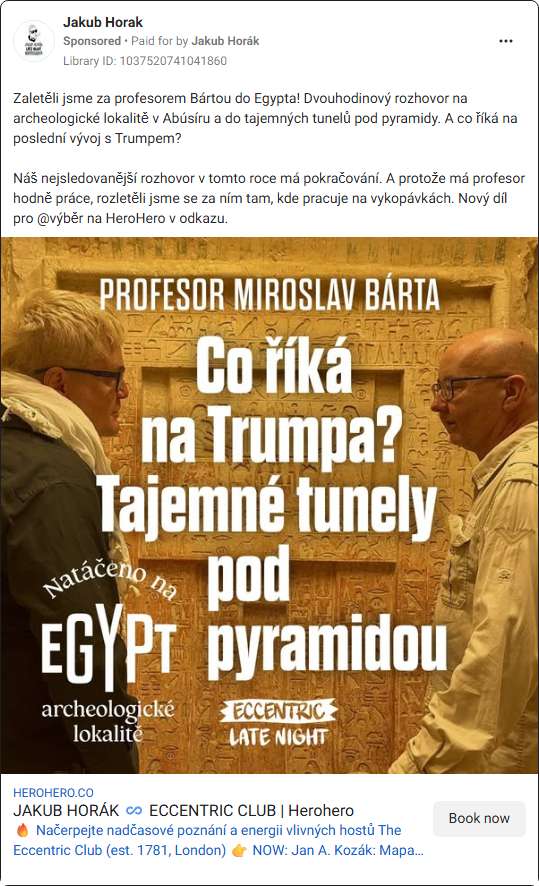 Jakub Horak
Sponsored • Paid for by Jakub Horák
Library ID: 1037520741041860
Zaletěli jsme za profesorem Bártou do Egypta! Dvouhodinový rozhovor na
archeologické lokalitě v Abúsíru a do tajemných tunelů pod pyramidy. A co říká na
poslední vývoj s Trumpem?
Náš nejsledovanější rozhovor v tomto roce má pokračování. A protože má profesor
hodně práce, rozletěli jsme se za ním tam, kde pracuje na vykopávkách. Nový díl
pro @výběr na HeroHero v odkazu.
PROFESOR MIROSLAV BÁRTA
Co říká
na Trumpa?
Tajemné tunely
pod
pyramidou
Natáčeno na
EGYPT
archeologické
lokalitě
ECCENTRIC
LATE NIGHT
HEROHERO.CO
JAKUB HORÁK ♾️ ECCENTRIC CLUB | Herohero
🔥 Načerpejte nadčasové poznání a energii vlivných hostů The
Eccentric Club (est. 1781, London) 👉 NOW: Jan A. Kozák: Mapa...
Book now